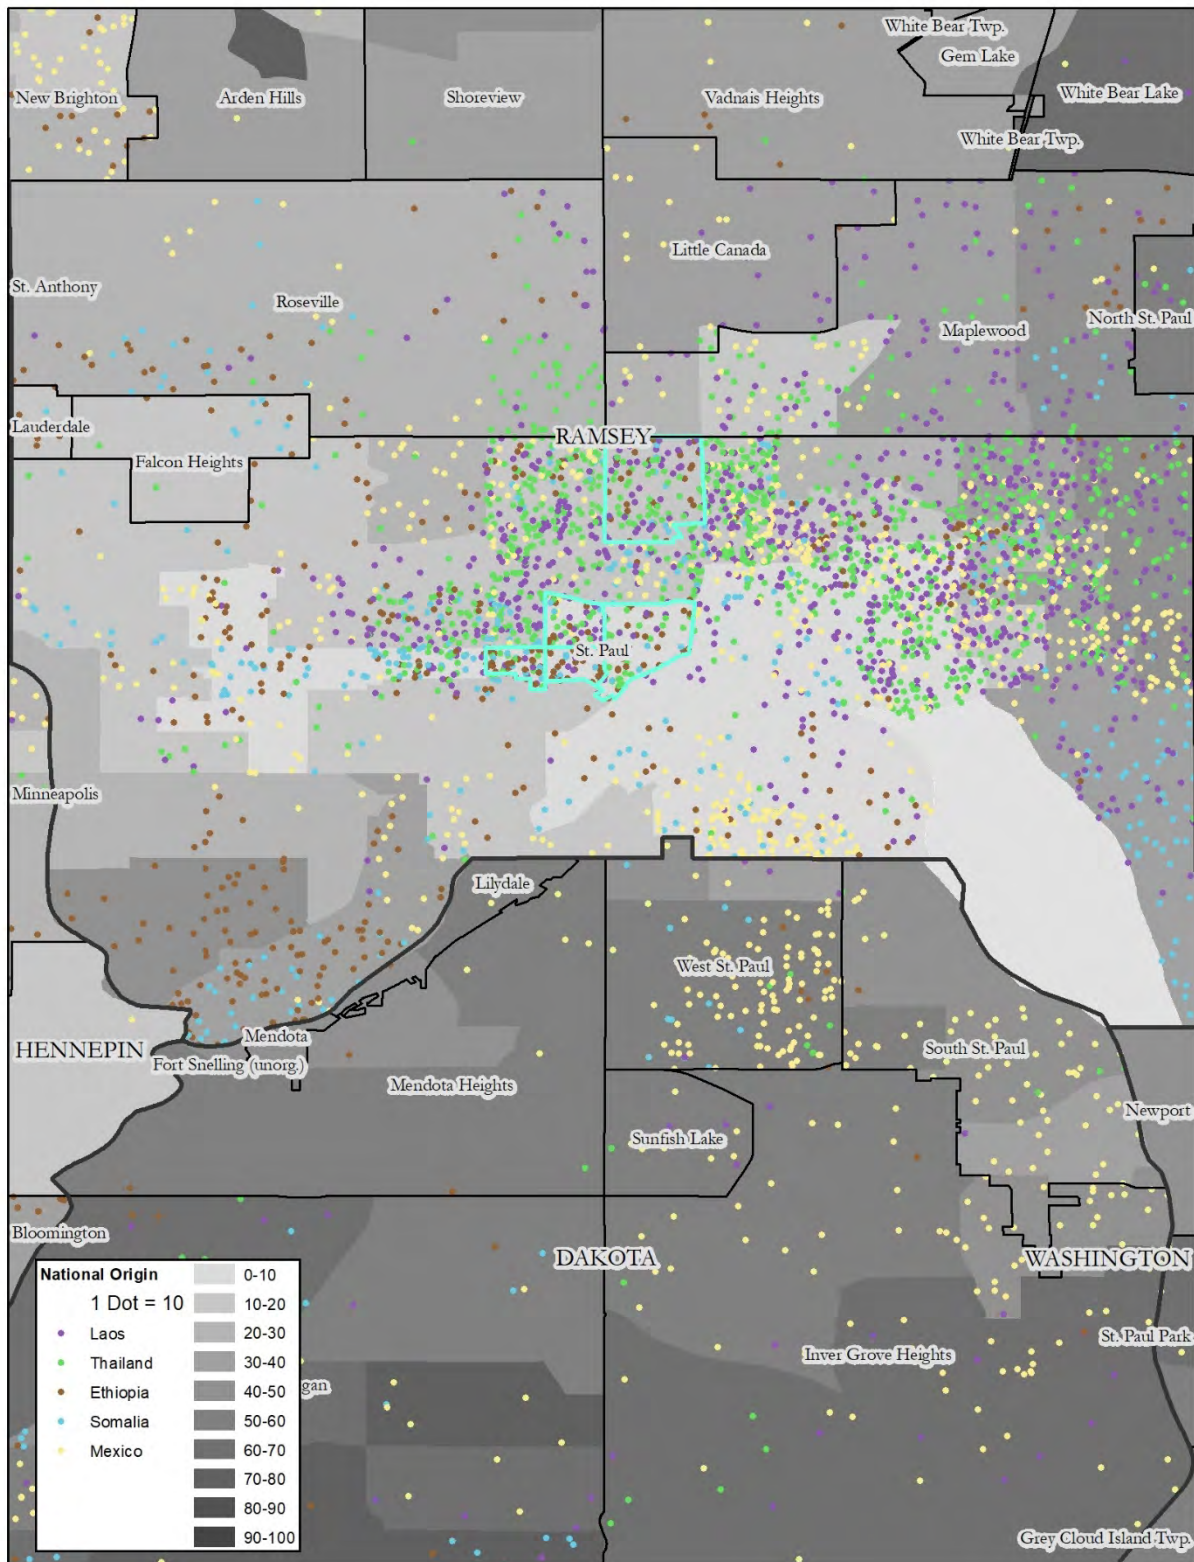 White Bear Twp.
Gem Lake
New Brighton
Arden Hills
Shoreview
Vadnais Heights
White Bear Lake
White Bear Twp.
Little Canada
St. Anthony
Roseville
Maplewood
North St. Paul
Lauderdale
RAMSEY
Falcon Heights
St. Paul
Minneapolis
Lilydale
West St. Paul
HENNEPIN
Mendota
Fort Snelling (unorg.)
South St. Paul
Mendota Heights
Newport
Sunfish Lake
Bloomington
DAKOTA
WASHINGTON
St. Paul Park
Inver Grove Heights
gan
Grey Cloud Island Twp.
National Origin
1 Dot = 10
Laos
Thailand
Ethiopia
Somalia
Mexico
0-10
10-20
20-30
30-40
40-50
50-60
60-70
70-80
80-90
90-100